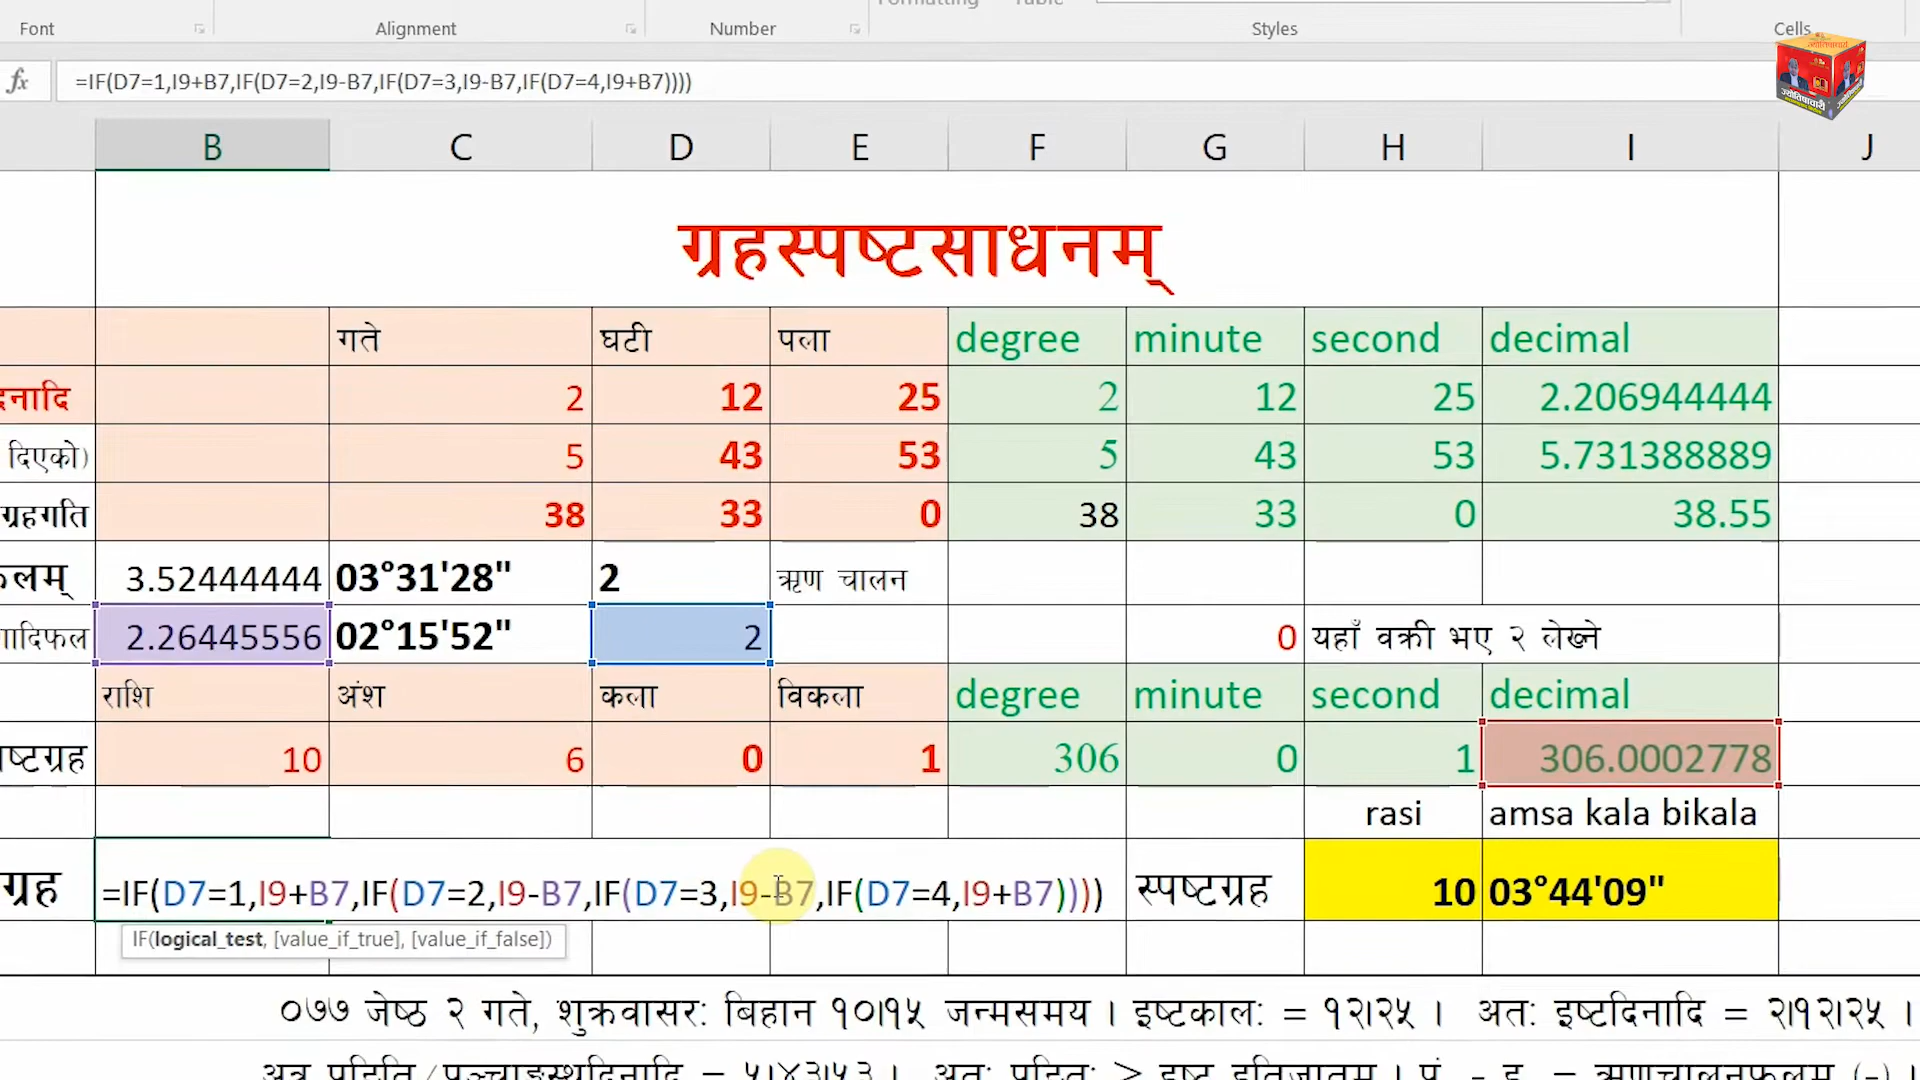 Formatting Table
Font Alignment Number Styles Cells
fx =IF(D7=1,I9+B7,IF(D7=2,I9-B7,IF(D7=3,I9-B7,IF(D7=4,I9+B7))))
B C D E F G H I J
ग्रहस्पष्टसाधनम्
गते घटी पला degree minute second decimal
दिनादि 2 12 25 2 12 25 2.206944444
दिएको) 5 43 53 5 43 53 5.731388889
ग्रहगति 38 33 0 38 33 0 38.55
फलम् 3.52444444 03°31'28" 2 ऋण चालन
2.26445556 02°15'52" 2 0 यहाँ वक्री भए २ लेख्ने
राशि अंश कला विकला degree minute second decimal
ष्टग्रह 10 6 0 1 306 0 1 306.0002778
rasi amsa kala bikala
ग्रह =IF(D7=1,I9+B7,IF(D7=2,I9-B7,IF(D7=3,I9-B7,IF(D7=4,I9+B7)))) स्पष्टग्रह 10 03°44'09"
IF(logical_test, [value_if_true], [value_if_false])
०७७ जेष्ठ २ गते, शुक्रवासरः बिहान १०।१५ जन्मसमय । इष्टकालः = १२।२५ । अतः इष्टदिनादि = २।१२।२५ ।